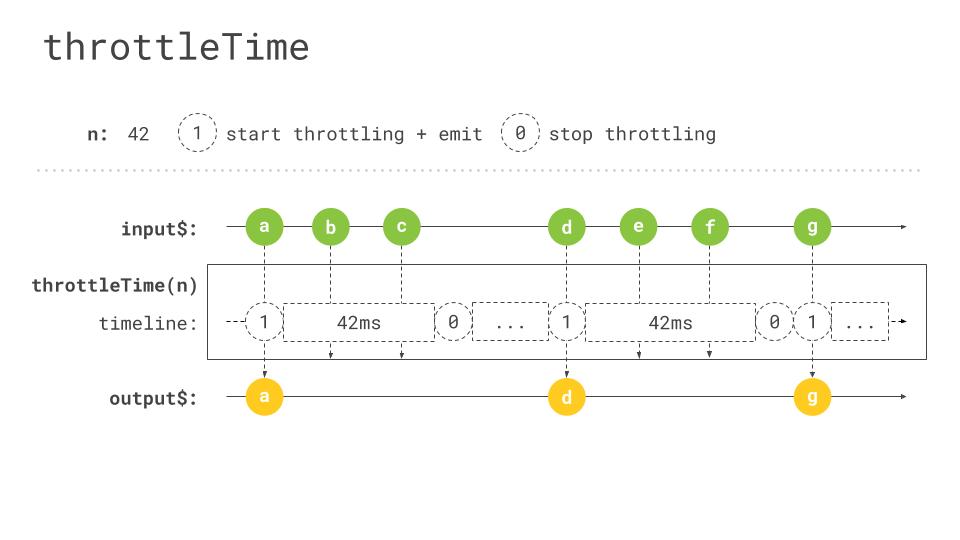 throttleTime
n: 42 1 start throttling + emit 0 stop throttling
input$: a b c d e f g
throttleTime(n)
timeline: 1 42ms 0 ... 1 42ms 0 1 ...
output$: a d g